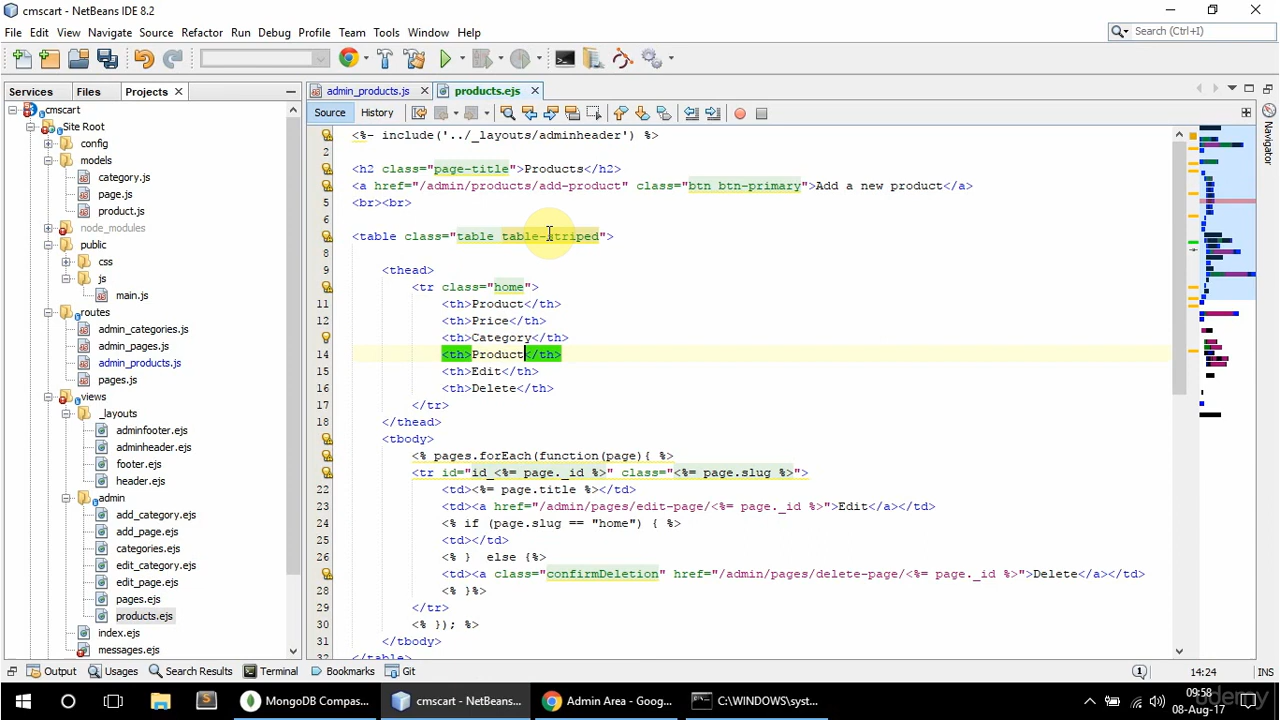 cmscart - NetBeans IDE 8.2
File Edit View Navigate Source Refactor Run Debug Profile Team Tools Window Help
Search (Ctrl+I)
Services Files Projects
admin_products.js products.ejs
Source History
Navigator
cmscart
Site Root
config
models
category.js
page.js
product.js
node_modules
public
css
js
main.js
routes
admin_categories.js
admin_pages.js
admin_products.js
pages.js
views
_layouts
adminfooter.ejs
adminheader.ejs
footer.ejs
header.ejs
admin
add_category.ejs
add_page.ejs
categories.ejs
edit_category.ejs
edit_page.ejs
pages.ejs
products.ejs
index.ejs
messages.ejs
<%- include('../_layouts/adminheader') %>
2
<h2 class="page-title">Products</h2>
<a href="/admin/products/add-product" class="btn btn-primary">Add a new product</a>
<br><br>
6
<table class="table table-striped">
8
9 <thead>
<tr class="home">
11 <th>Product</th>
12 <th>Price</th>
<th>Category</th>
14 <th>Product</th>
15 <th>Edit</th>
16 <th>Delete</th>
17 </tr>
18 </thead>
<tbody>
<% pages.forEach(function(page){ %>
<tr id="id_<%= page._id %>" class="<%= page.slug %>">
22 <td><%= page.title %></td>
23 <td><a href="/admin/pages/edit-page/<%= page._id %>">Edit</a></td>
24 <% if (page.slug == "home") { %>
25 <td></td>
26 <% } else {%>
<td><a class="confirmDeletion" href="/admin/pages/delete-page/<%= page._id %>">Delete</a></td>
28 <% }%>
29 </tr>
30 <% }); %>
31 </tbody>
32 </table>
Output Usages Search Results Terminal Bookmarks Git
1 14:24 INS
MongoDB Compas... cmscart - NetBeans... Admin Area - Goog... C:\WINDOWS\syst...
09:58
08-Aug-17
udemy